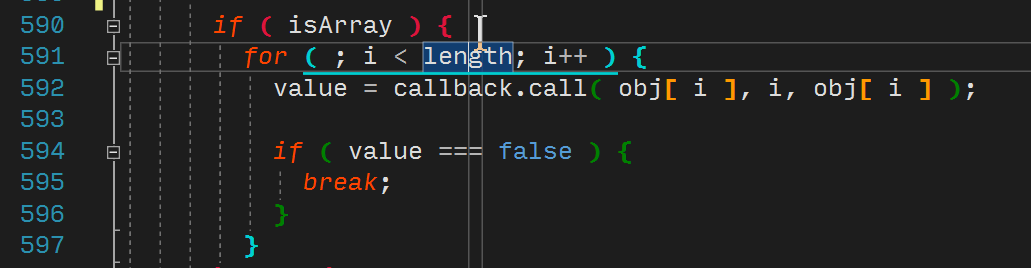 590 if ( isArray ) {
591 for ( ; i < length; i++ ) {
592 value = callback.call( obj[ i ], i, obj[ i ] );
593
594 if ( value === false ) {
595 break;
596 }
597 }